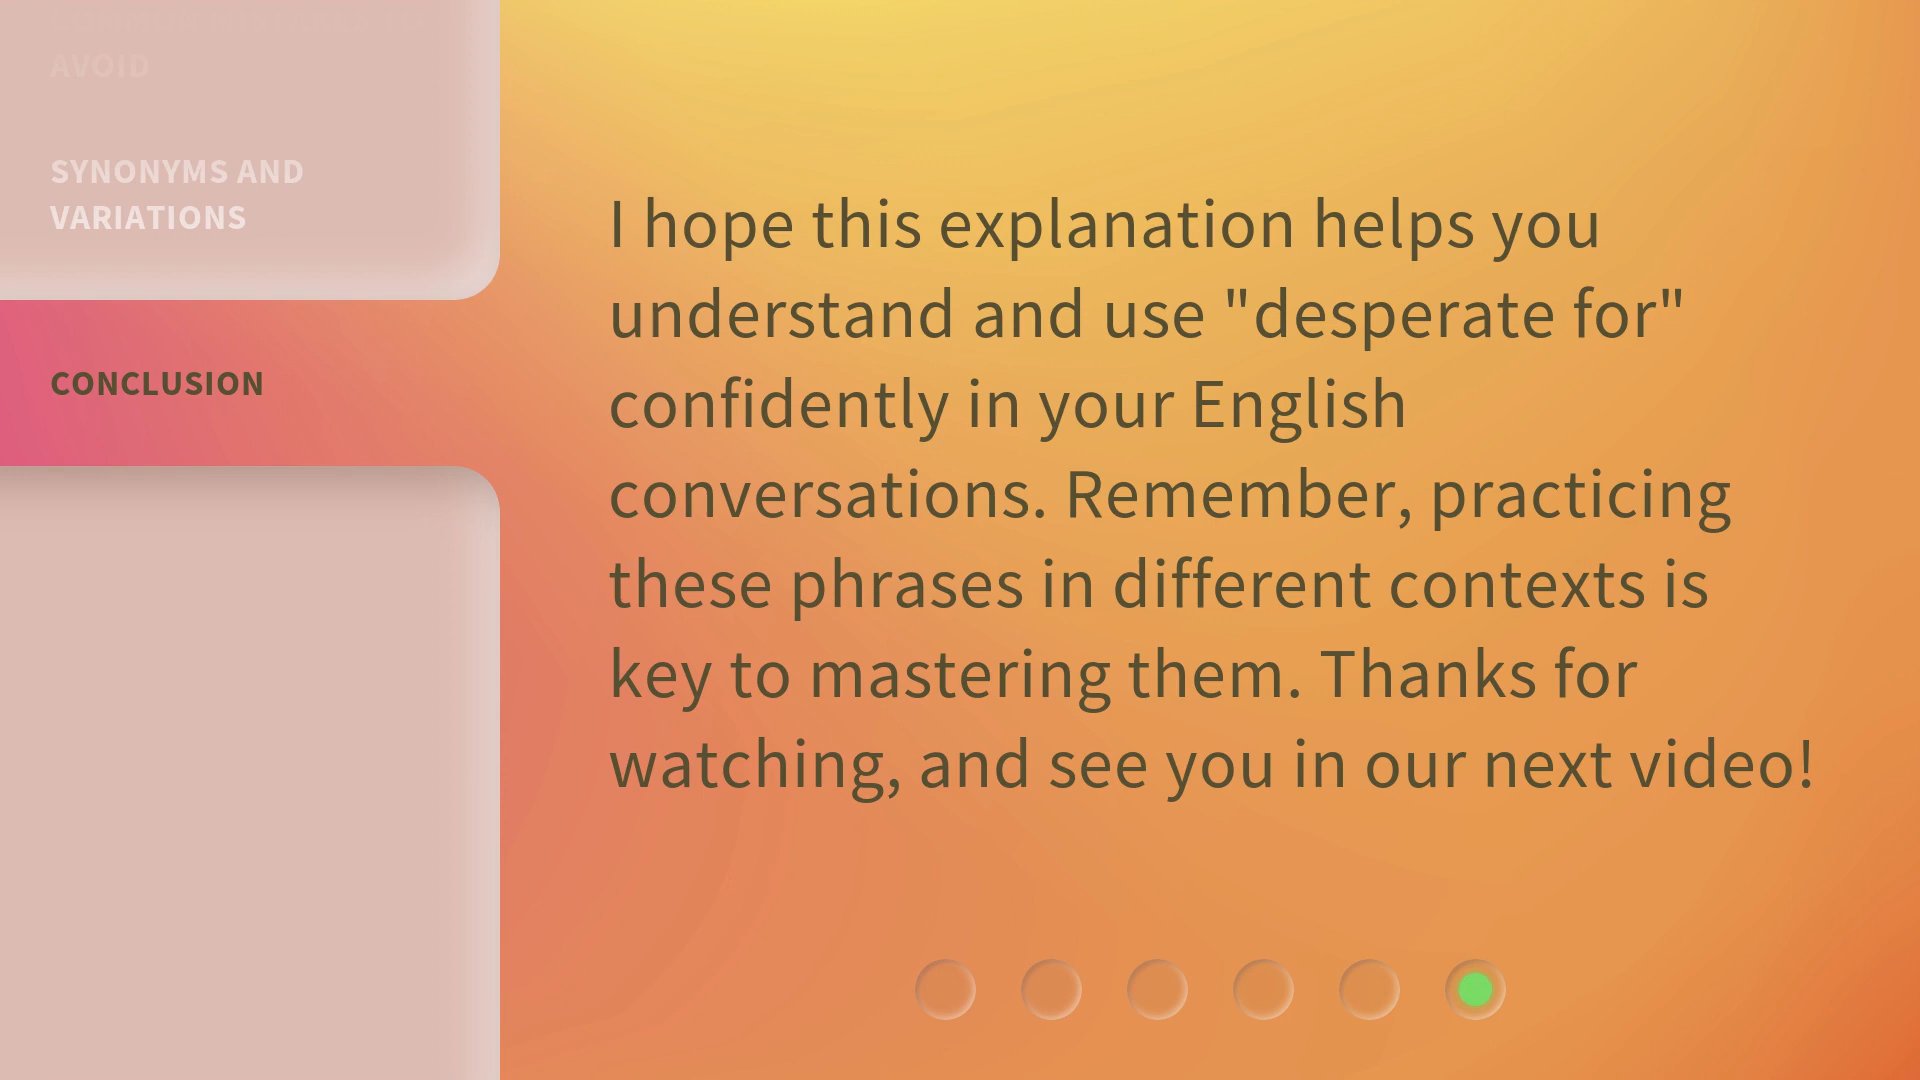 AVOID
SYNONYMS AND
VARIATIONS
CONCLUSION
I hope this explanation helps you
understand and use "desperate for"
confidently in your English
conversations. Remember, practicing
these phrases in different contexts is
key to mastering them. Thanks for
watching, and see you in our next video!